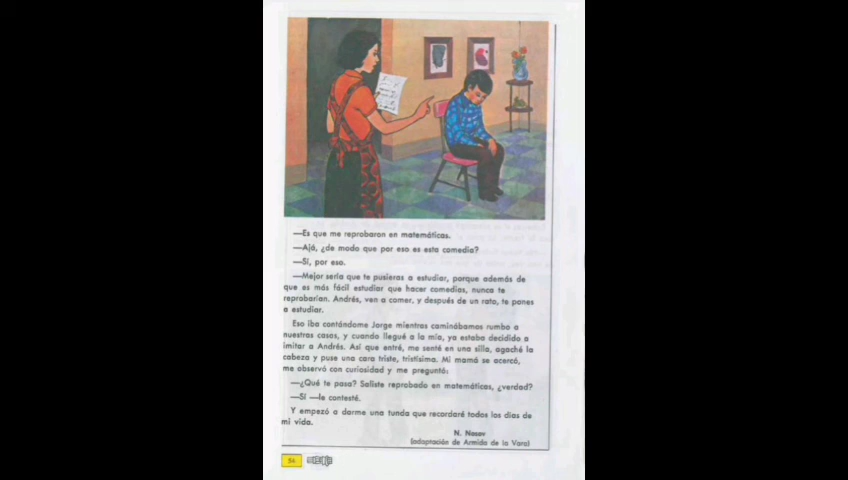 —Es que me reprobaron en matemáticas.
—Ajá, ¿de modo que por eso es esta comedia?
—Sí, por eso.
—Mejor sería que te pusieras a estudiar, porque además de
que es más fácil estudiar que hacer comedias, nunca te
reprobarían. Andrés, ven a comer, y después de un rato, te pones
a estudiar.
Eso iba contándome Jorge mientras caminábamos rumbo a
nuestras casas, y cuando llegué a la mía, ya estaba decidido a
imitar a Andrés. Así que entré, me senté en una silla, agaché la
cabeza y puse una cara triste, tristísima. Mi mamá se acercó,
me observó con curiosidad y me preguntó:
—¿Qué te pasa? Saliste reprobado en matemáticas, ¿verdad?
—Sí —le contesté.
Y empezó a darme una tunda que recordaré todos los días de
mi vida.
N. Nosov
(adaptación de Armida de la Vara)
54